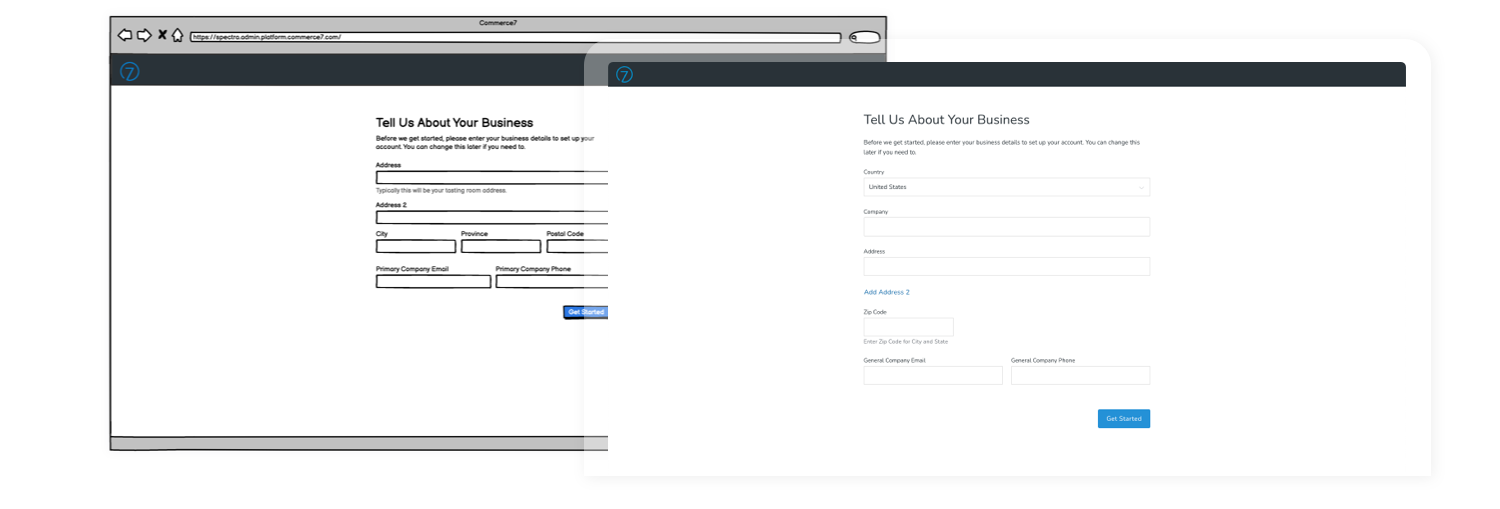 Commerce7
https://spectra.admin.platform.commerce7.com/
7
Tell Us About Your Business
Before we get started, please enter your business details to set up your
account. You can change this later if you need to.
Address
Typically this will be your tasting room address.
Address 2
City Province Postal Code
Primary Company Email Primary Company Phone
Get Started
7
Tell Us About Your Business
Before we get started, please enter your business details to set up your account. You can change this
later if you need to.
Country
United States
Company
Address
Add Address 2
Zip Code
Enter Zip Code for City and State
General Company Email General Company Phone
Get Started